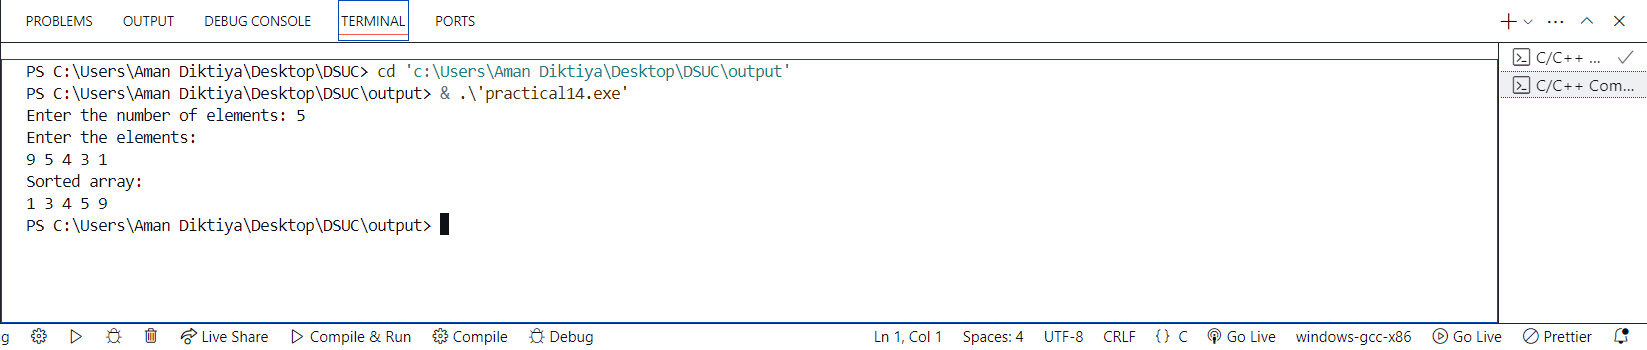 PROBLEMS OUTPUT DEBUG CONSOLE TERMINAL PORTS
PS C:\Users\Aman Diktiya\Desktop\DSUC> cd 'c:\Users\Aman Diktiya\Desktop\DSUC\output'
PS C:\Users\Aman Diktiya\Desktop\DSUC\output> & .\'practical14.exe'
Enter the number of elements: 5
Enter the elements:
9 5 4 3 1
Sorted array:
1 3 4 5 9
PS C:\Users\Aman Diktiya\Desktop\DSUC\output>
C/C++ ...
C/C++ Com...
g Live Share Compile & Run Compile Debug Ln 1, Col 1 Spaces: 4 UTF-8 CRLF {} C Go Live windows-gcc-x86 Go Live Prettier